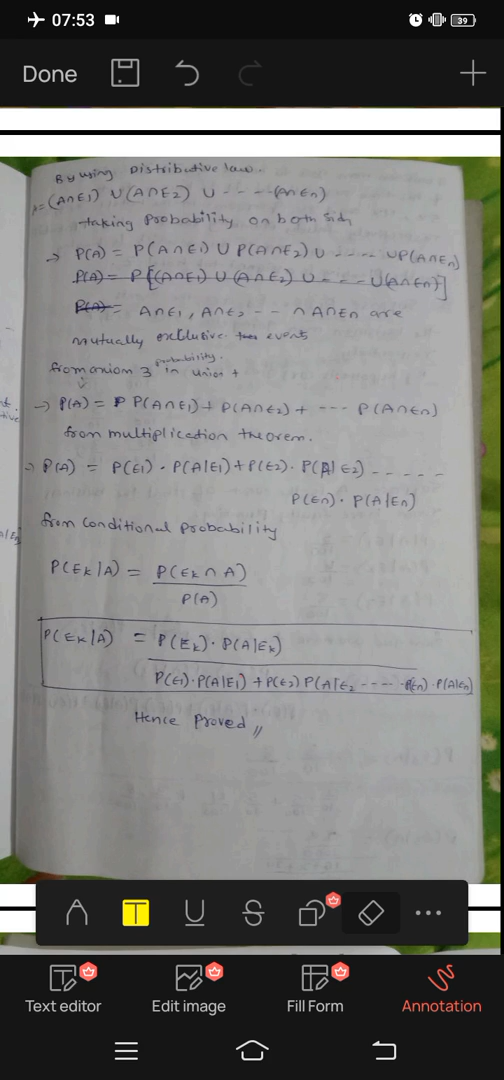 07:53
39
Done
By using Distributive law.
A=(A∩E1) ∪ (A∩E2) ∪ ---- (A∩En)
taking probability on both side
→ P(A) = P(A∩E1) ∪ P(A∩E2) ∪ ---- ∪P(A∩En)
P(A) = P[(A∩E1) ∪ (A∩E2) ∪ --- ∪(A∩En)]
P(A) = A∩E1, A∩E2 -- ∩ A∩En are
mutually exclusive events
probability.
from axiom 3 in union +
→ P(A) = P P(A∩E1) + P(A∩E2) + --- P(A∩En)
from multiplication theorem.
→ P(A) = P(E1) · P(A|E1) + P(E2) · P(A|E2) -----
P(En) · P(A|En)
from conditional probability
P(Ek|A) = P(Ek∩A)
P(A)
P(Ek|A) = P(Ek) · P(A|Ek)
P(E1) · P(A|E1) + P(E2) P(A|E2 ---- P(En) · P(A|En)
Hence Proved //
T
U
S
Text editor
Edit image
Fill Form
Annotation